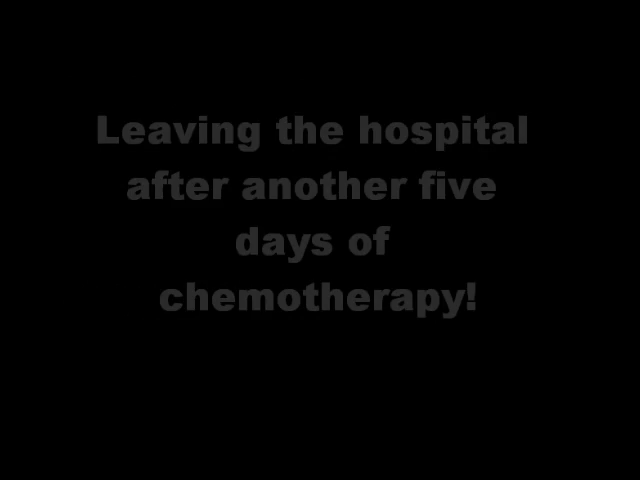 Leaving the hospital
after another five
days of
chemotherapy!